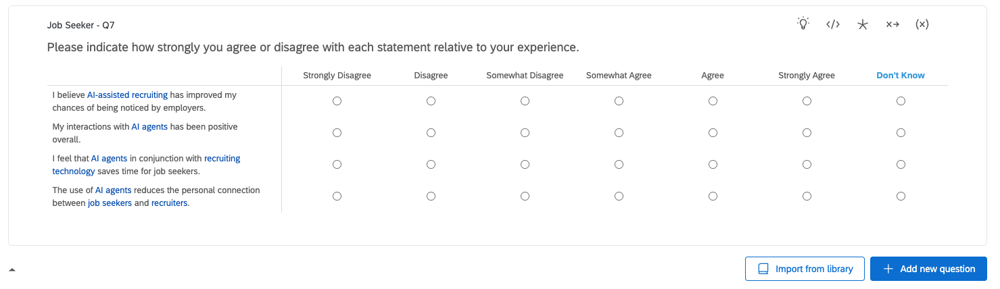 Job Seeker - Q7
</>
x→
(x)
Please indicate how strongly you agree or disagree with each statement relative to your experience.
Strongly Disagree Disagree Somewhat Disagree Somewhat Agree Agree Strongly Agree Don't Know
I believe AI-assisted recruiting has improved my
chances of being noticed by employers.
My interactions with AI agents has been positive
overall.
I feel that AI agents in conjunction with recruiting
technology saves time for job seekers.
The use of AI agents reduces the personal connection
between job seekers and recruiters.
Import from library
Add new question